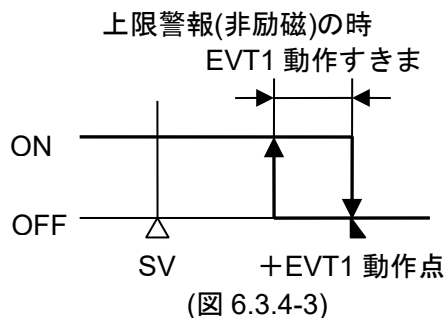 上限警報(非励磁)の時
EVT1 動作すきま
ON
OFF
SV
＋EVT1 動作点
(図 6.3.4-3)